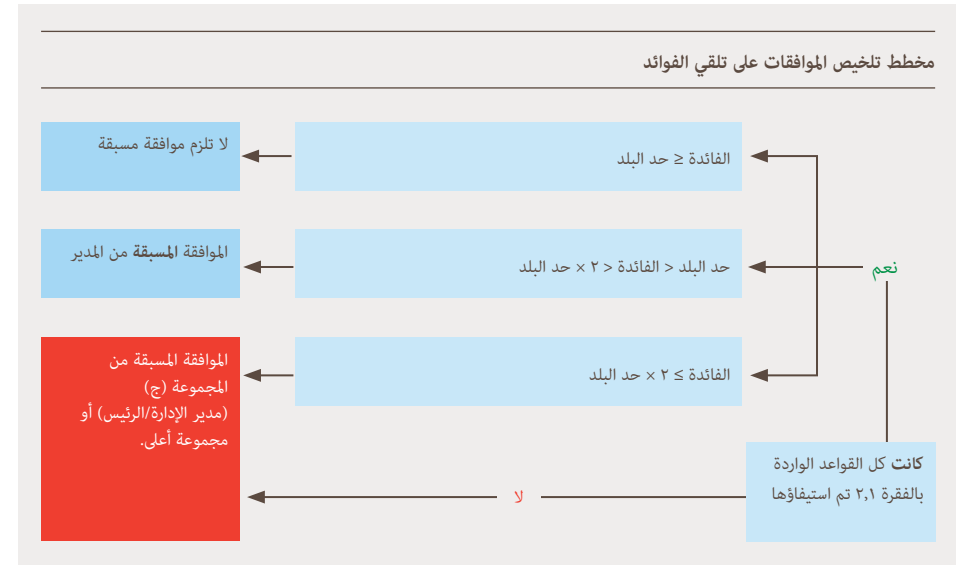 مخطط تلخيص الموافقات على تلقي الفوائد
الفائدة ≤ حد البلد
لا تلزم موافقة مسبقة
نعم
حد البلد < الفائدة < ٢ × حد البلد
الموافقة المسبقة من المدير
الفائدة ≥ ٢ × حد البلد
الموافقة المسبقة من
المجموعة (ج)
(مدير الإدارة/الرئيس) أو
مجموعة أعلى.
كانت كل القواعد الواردة
بالفقرة ٢,١ تم استيفاؤها
لا